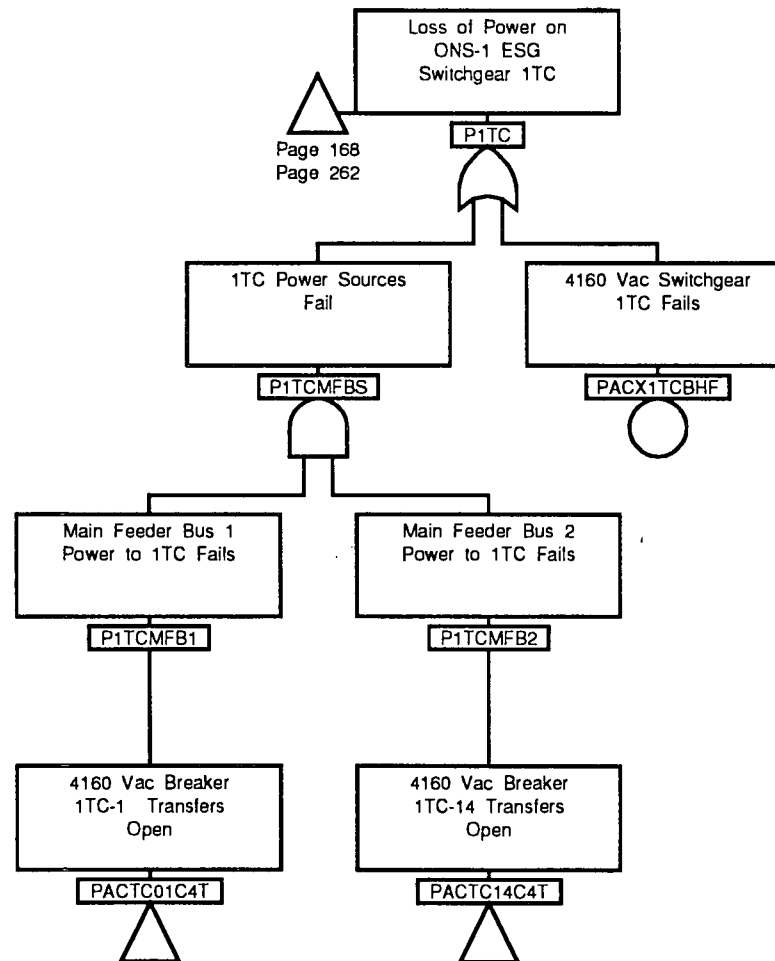 Loss of Power on
ONS-1 ESG
Switchgear 1TC
P1TC
Page 168
Page 262
1TC Power Sources
Fail
P1TCMFBS
4160 Vac Switchgear
1TC Fails
PACX1TCBHF
Main Feeder Bus 1
Power to 1TC Fails
P1TCMFB1
Main Feeder Bus 2
Power to 1TC Fails
P1TCMFB2
4160 Vac Breaker
1TC-1 Transfers
Open
PACTC01C4T
4160 Vac Breaker
1TC-14 Transfers
Open
PACTC14C4T